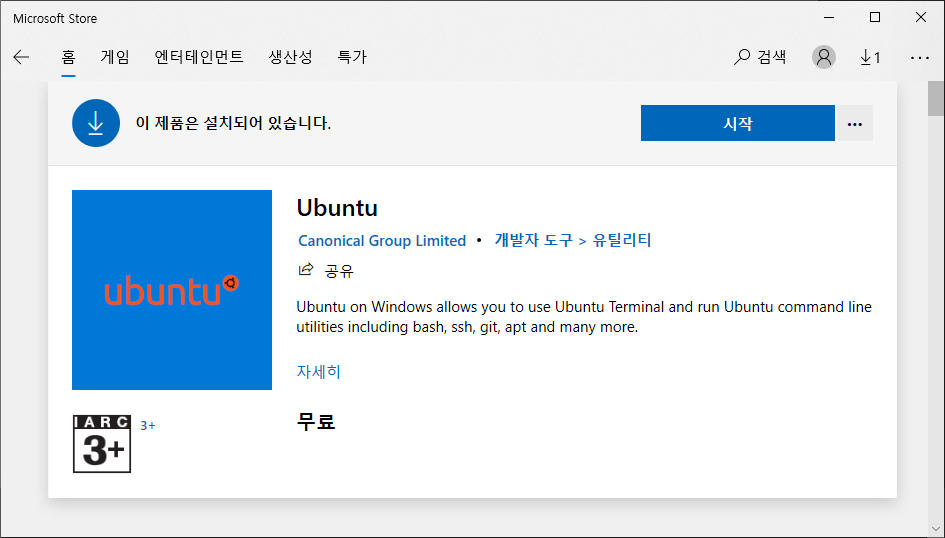 Microsoft Store
홈 게임 엔터테인먼트 생산성 특가 검색 1
이 제품은 설치되어 있습니다. 시작
ubuntu
Ubuntu
Canonical Group Limited • 개발자 도구 > 유틸리티
공유
Ubuntu on Windows allows you to use Ubuntu Terminal and run Ubuntu command line
utilities including bash, ssh, git, apt and many more.
자세히
무료
IARC
3+
3+